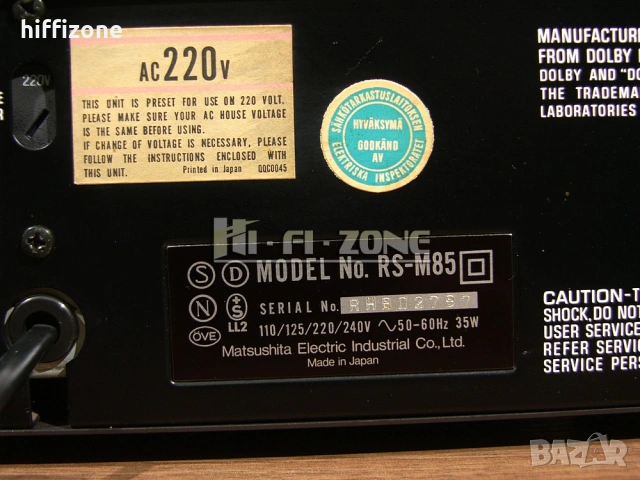 hiffizone
220V
AC 220V
THIS UNIT IS PRESET FOR USE ON 220 VOLT.
PLEASE MAKE SURE YOUR AC HOUSE VOLTAGE
IS THE SAME BEFORE USING.
IF CHANGE OF VOLTAGE IS NECESSARY, PLEASE
FOLLOW THE INSTRUCTIONS ENCLOSED WITH
THIS UNIT.
Printed in Japan QQC0045
SÄHKÖTARKASTUSLAITOKSEN
HYVÄKSYMÄ
GODKÄND
AV
ELEKTRISKA INSPEKTORATET
MANUFACTURE
FROM DOLBY
DOLBY AND "DO
THE TRADEMA
LABORATORIES
Hi-Fi-ZONE
S D MODEL No. RS-M85
N +S SERIAL No.
LL2
ÖVE 110/125/220/240V ∿50-60Hz 35W
Matsushita Electric Industrial Co., Ltd.
Made in Japan
CAUTION-T
SHOCK, DO NOT
USER SERVICE
REFER SERVIC
SERVICE PERS
BAZAR